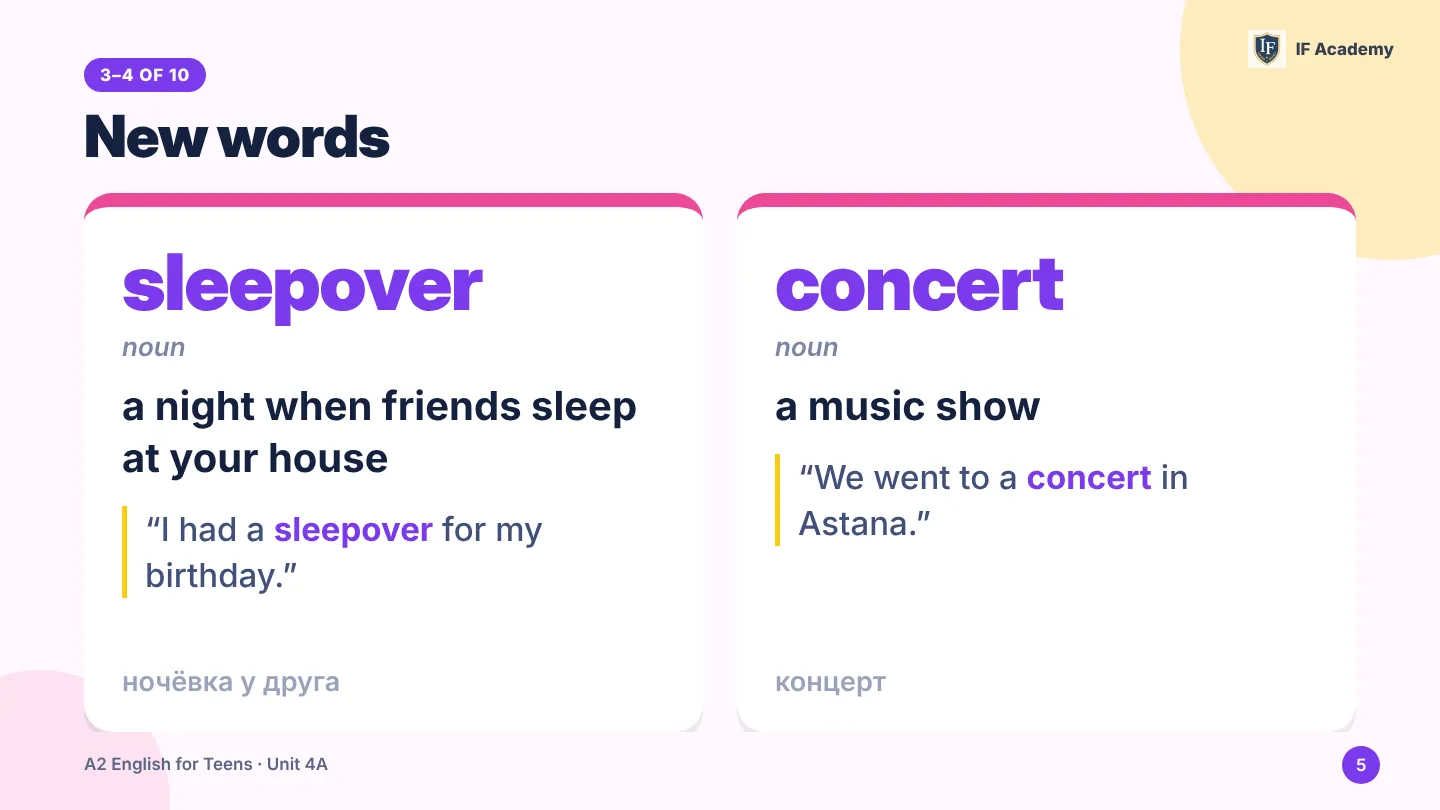 IF
IF Academy
3–4 OF 10
New words
sleepover
noun
a night when friends sleep
at your house
“I had a sleepover for my
birthday.”
ночёвка у друга
concert
noun
a music show
“We went to a concert in
Astana.”
концерт
A2 English for Teens · Unit 4A
5